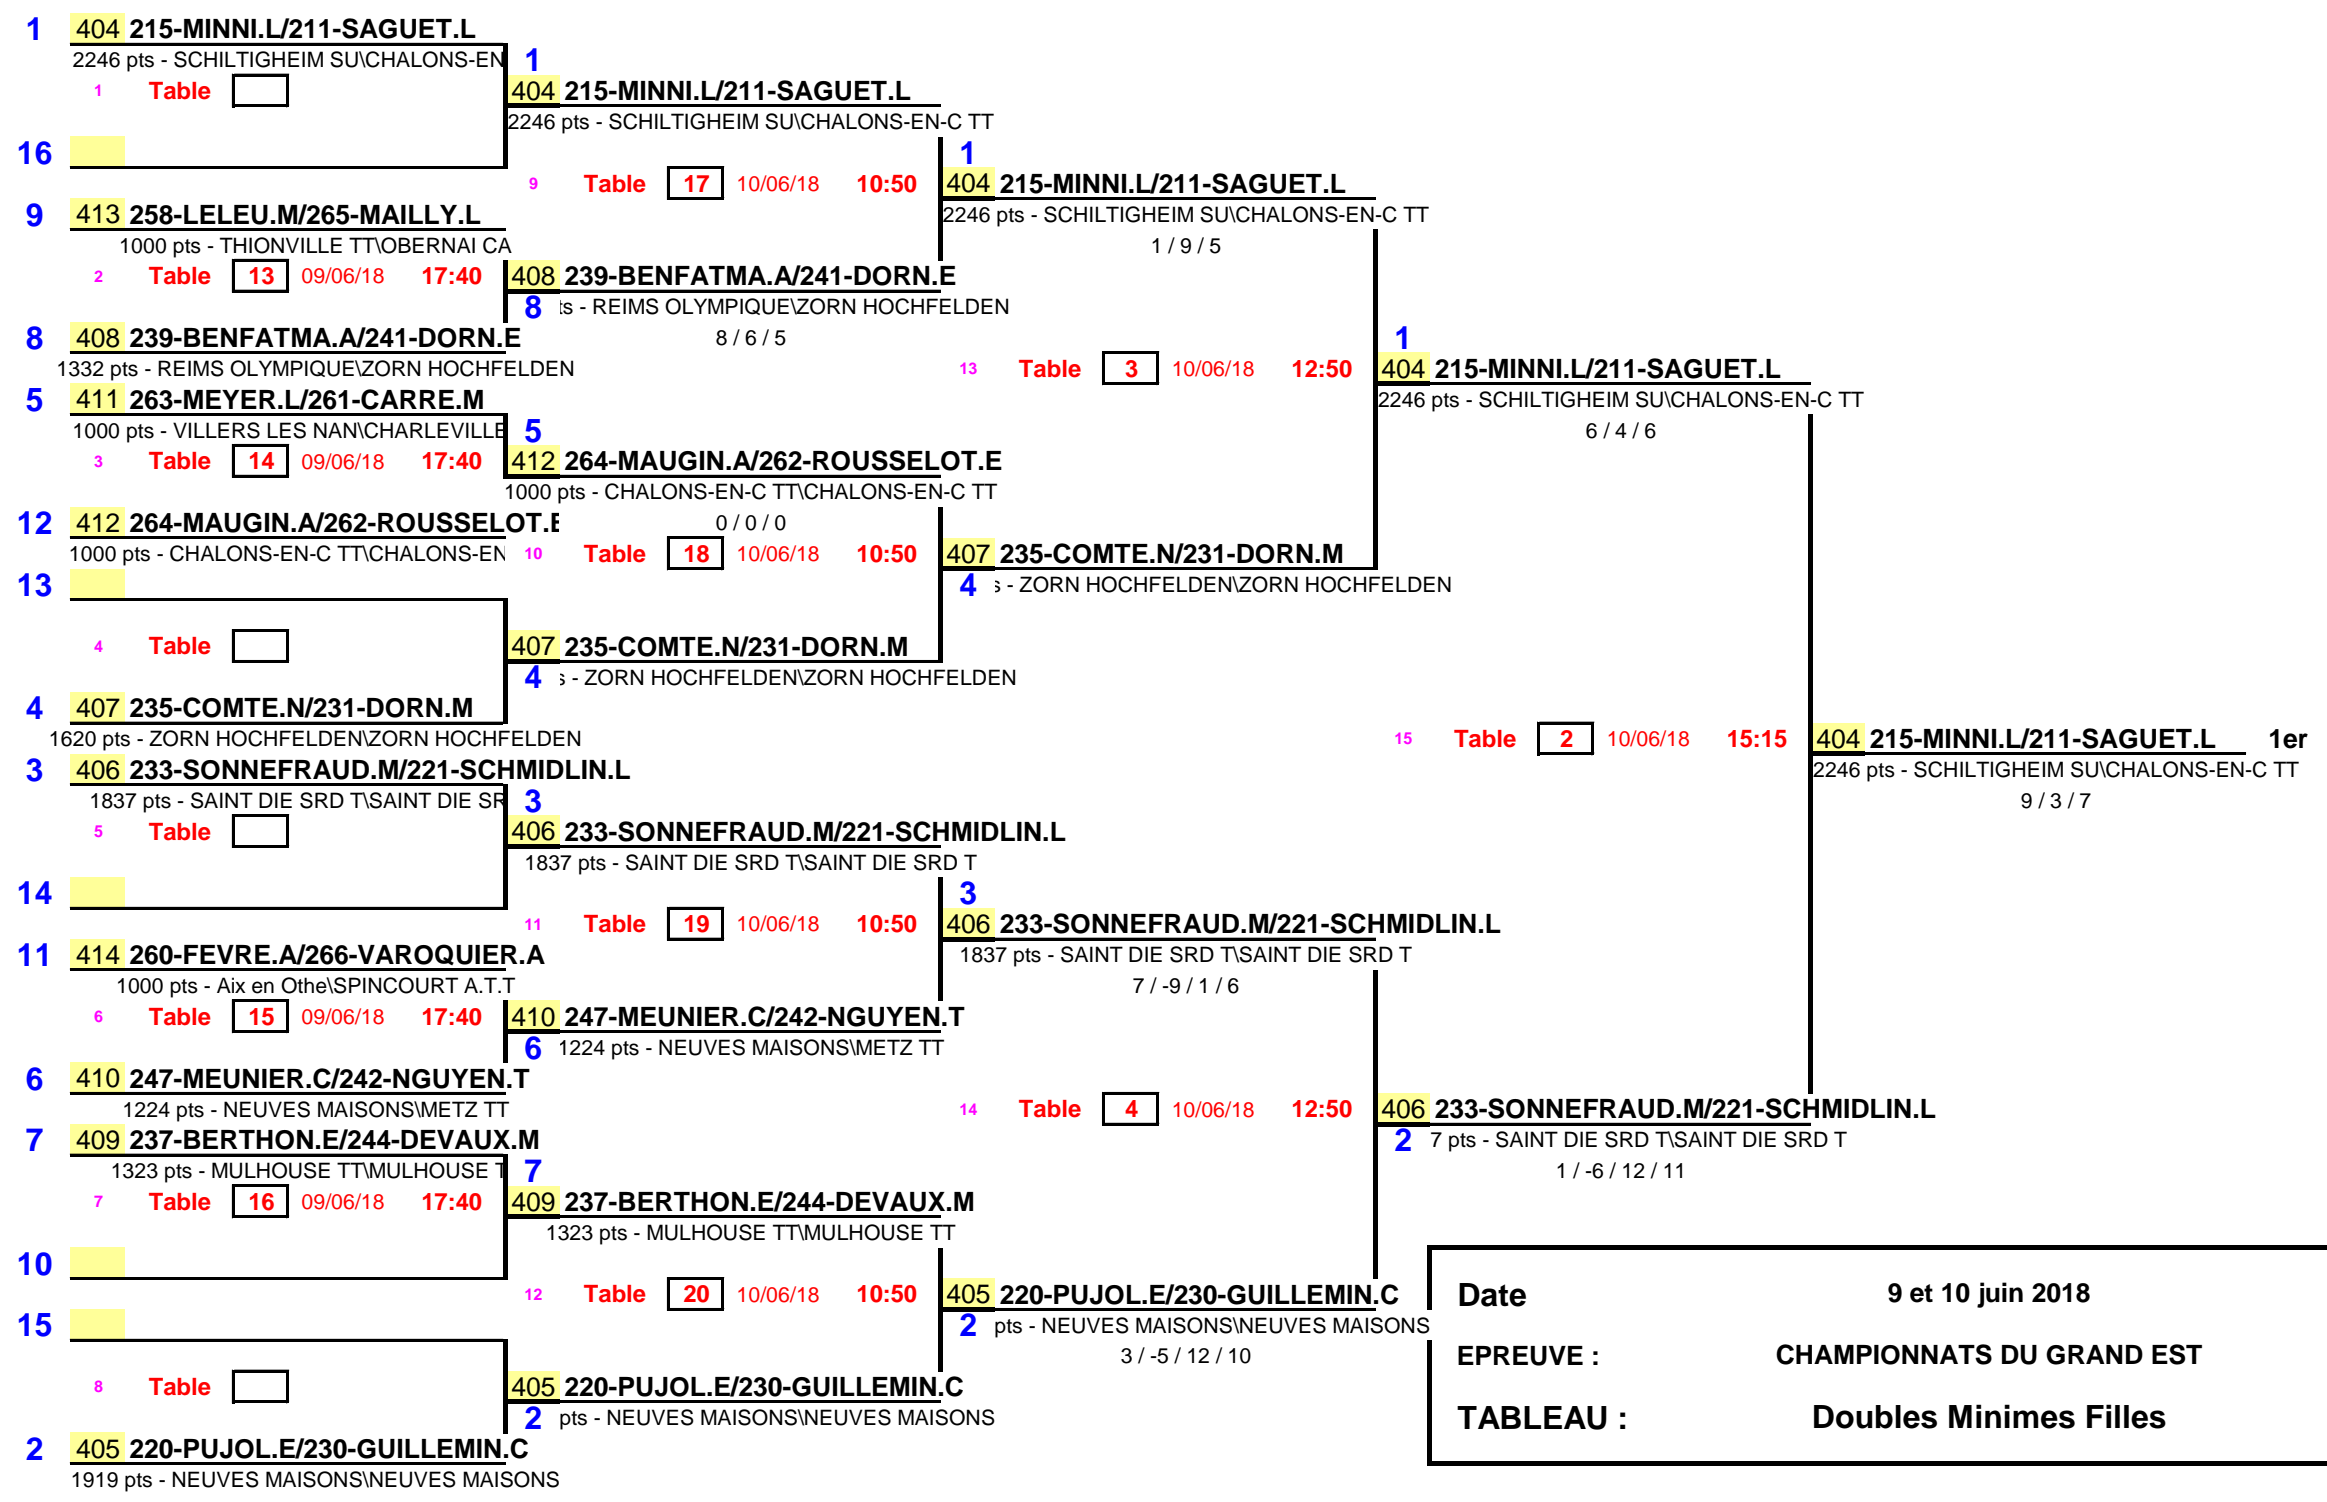 1 404 215-MINNI.L/211-SAGUET.L
2246 pts - SCHILTIGHEIM SU\CHALONS-EN
1 Table
16
9 413 258-LELEU.M/265-MAILLY.L
1000 pts - THIONVILLE TT\OBERNAI CA
2 Table 13 09/06/18 17:40
8 408 239-BENFATMA.A/241-DORN.E
1332 pts - REIMS OLYMPIQUE\ZORN HOCHFELDEN
5 411 263-MEYER.L/261-CARRE.M
1000 pts - VILLERS LES NAN\CHARLEVILLE
3 Table 14 09/06/18 17:40
12 412 264-MAUGIN.A/262-ROUSSELOT.E
1000 pts - CHALONS-EN-C TT\CHALONS-EN
13
4 Table
4 407 235-COMTE.N/231-DORN.M
1620 pts - ZORN HOCHFELDEN\ZORN HOCHFELDEN
3 406 233-SONNEFRAUD.M/221-SCHMIDLIN.L
1837 pts - SAINT DIE SRD T\SAINT DIE SR
5 Table
14
11 414 260-FEVRE.A/266-VAROQUIER.A
1000 pts - Aix en Othe\SPINCOURT A.T.T
6 Table 15 09/06/18 17:40
6 410 247-MEUNIER.C/242-NGUYEN.T
1224 pts - NEUVES MAISONS\METZ TT
7 409 237-BERTHON.E/244-DEVAUX.M
1323 pts - MULHOUSE TT\MULHOUSE T
7 Table 16 09/06/18 17:40
10
15
8 Table
2 405 220-PUJOL.E/230-GUILLEMIN.C
1919 pts - NEUVES MAISONS\NEUVES MAISONS
1
404 215-MINNI.L/211-SAGUET.L
2246 pts - SCHILTIGHEIM SU\CHALONS-EN-C TT
9 Table 17 10/06/18 10:50
408 239-BENFATMA.A/241-DORN.E
8 ts - REIMS OLYMPIQUE\ZORN HOCHFELDEN
8 / 6 / 5
5
412 264-MAUGIN.A/262-ROUSSELOT.E
1000 pts - CHALONS-EN-C TT\CHALONS-EN-C TT
0 / 0 / 0
10 Table 18 10/06/18 10:50
407 235-COMTE.N/231-DORN.M
4 s - ZORN HOCHFELDEN\ZORN HOCHFELDEN
3
406 233-SONNEFRAUD.M/221-SCHMIDLIN.L
1837 pts - SAINT DIE SRD T\SAINT DIE SRD T
11 Table 19 10/06/18 10:50
410 247-MEUNIER.C/242-NGUYEN.T
6 1224 pts - NEUVES MAISONS\METZ TT
7
409 237-BERTHON.E/244-DEVAUX.M
1323 pts - MULHOUSE TT\MULHOUSE TT
12 Table 20 10/06/18 10:50
405 220-PUJOL.E/230-GUILLEMIN.C
2 pts - NEUVES MAISONS\NEUVES MAISONS
1
404 215-MINNI.L/211-SAGUET.L
2246 pts - SCHILTIGHEIM SU\CHALONS-EN-C TT
1 / 9 / 5
13 Table 3 10/06/18 12:50
407 235-COMTE.N/231-DORN.M
4 s - ZORN HOCHFELDEN\ZORN HOCHFELDEN
3
406 233-SONNEFRAUD.M/221-SCHMIDLIN.L
1837 pts - SAINT DIE SRD T\SAINT DIE SRD T
7 / -9 / 1 / 6
14 Table 4 10/06/18 12:50
405 220-PUJOL.E/230-GUILLEMIN.C
2 pts - NEUVES MAISONS\NEUVES MAISONS
3 / -5 / 12 / 10
1
404 215-MINNI.L/211-SAGUET.L
2246 pts - SCHILTIGHEIM SU\CHALONS-EN-C TT
6 / 4 / 6
15 Table 2 10/06/18 15:15
406 233-SONNEFRAUD.M/221-SCHMIDLIN.L
2 7 pts - SAINT DIE SRD T\SAINT DIE SRD T
1 / -6 / 12 / 11
404 215-MINNI.L/211-SAGUET.L 1er
2246 pts - SCHILTIGHEIM SU\CHALONS-EN-C TT
9 / 3 / 7
Date 9 et 10 juin 2018
EPREUVE : CHAMPIONNATS DU GRAND EST
TABLEAU : Doubles Minimes Filles